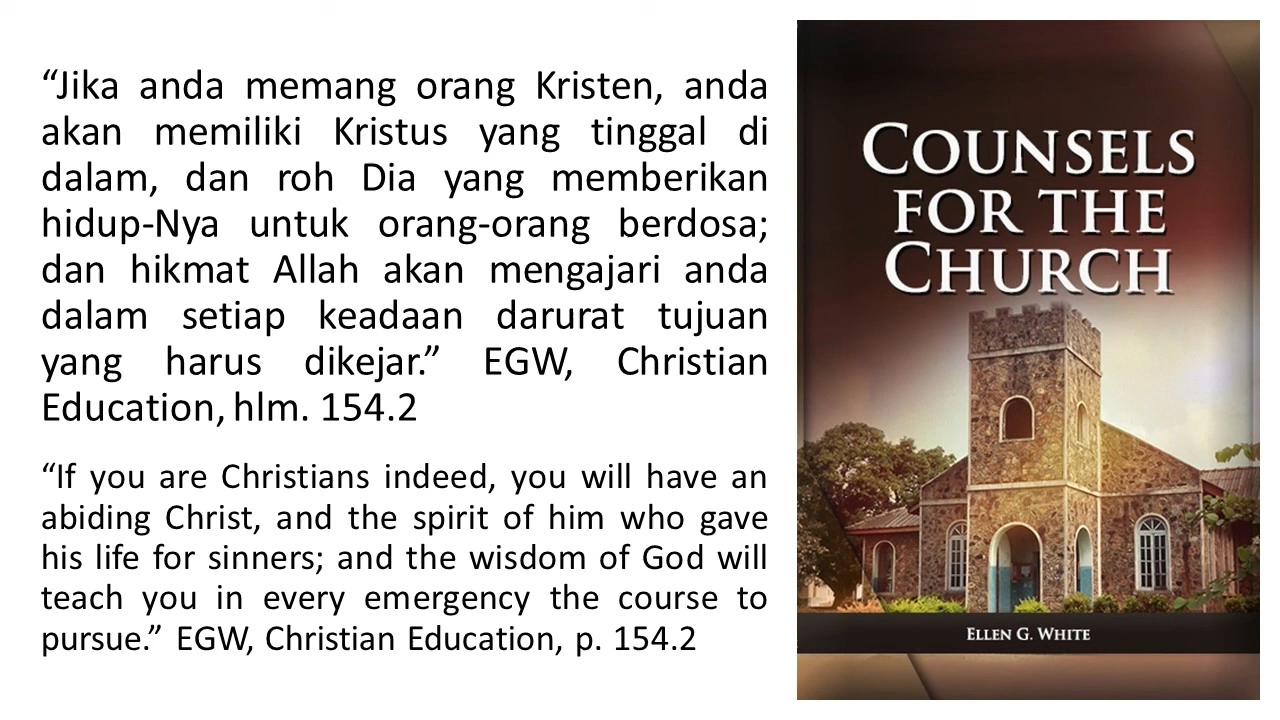 “Jika anda memang orang Kristen, anda
akan memiliki Kristus yang tinggal di
dalam, dan roh Dia yang memberikan
hidup-Nya untuk orang-orang berdosa;
dan hikmat Allah akan mengajari anda
dalam setiap keadaan darurat tujuan
yang harus dikejar.” EGW, Christian
Education, hlm. 154.2
“If you are Christians indeed, you will have an
abiding Christ, and the spirit of him who gave
his life for sinners; and the wisdom of God will
teach you in every emergency the course to
pursue.” EGW, Christian Education, p. 154.2
COUNSELS
FOR THE
CHURCH
ELLEN G. WHITE